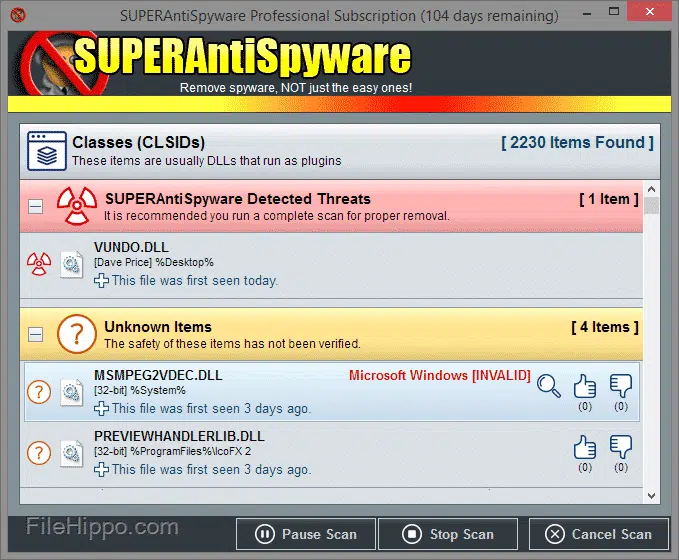 SUPERAntiSpyware Professional Subscription (104 days remaining)
SUPERAntiSpyware
Remove spyware, NOT just the easy ones!
Classes (CLSIDs)
[ 2230 Items Found ]
These items are usually DLLs that run as plugins
SUPERAntiSpyware Detected Threats
[ 1 Item ]
It is recommended you run a complete scan for proper removal.
VUNDO.DLL
[Dave Price] %Desktop%
This file was first seen today.
Unknown Items
[ 4 Items ]
The safety of these items has not been verified.
MSMPEG2VDEC.DLL
Microsoft Windows [INVALID]
[32-bit] %System%
(0) (0)
This file was first seen 3 days ago.
PREVIEWHANDLERLIB.DLL
[32-bit] %ProgramFiles%\IcoFX 2
(0) (0)
This file was first seen 3 days ago.
FileHippo.com
Pause Scan
Stop Scan
Cancel Scan